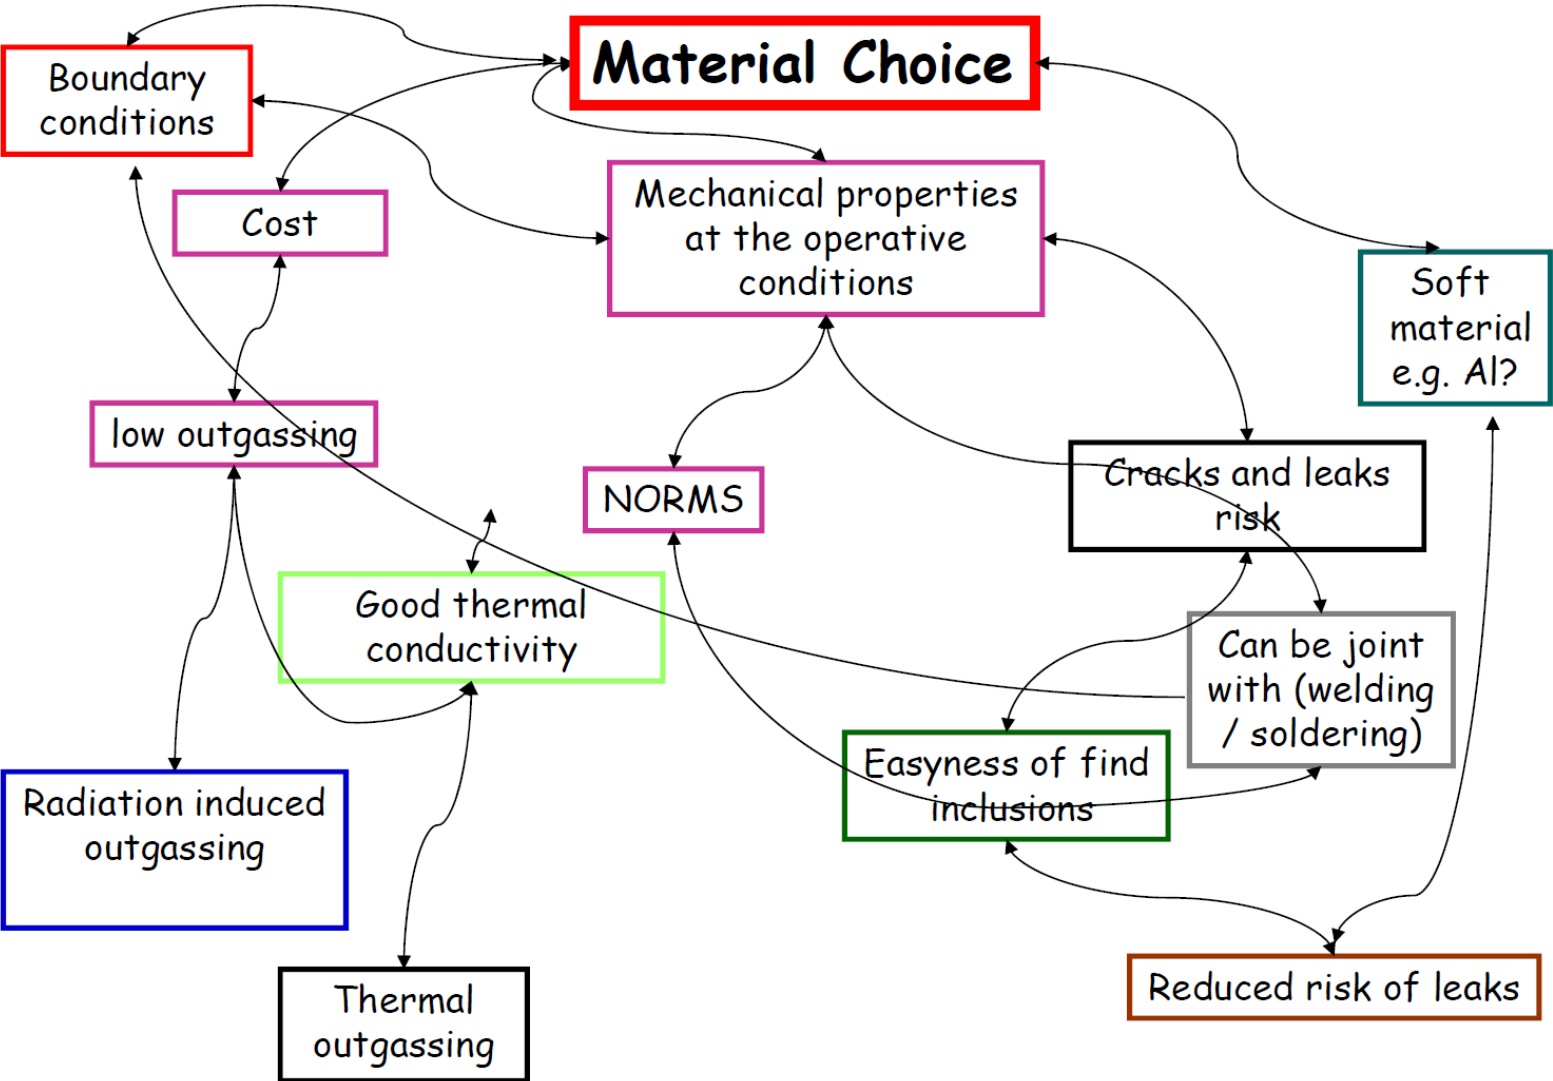 Material Choice
Boundary
conditions
Cost
Mechanical properties
at the operative
conditions
Soft
material
e.g. Al?
low outgassing
NORMS
Cracks and leaks
risk
Good thermal
conductivity
Can be joint
with (welding
/ soldering)
Easyness of find
inclusions
Radiation induced
outgassing
Reduced risk of leaks
Thermal
outgassing